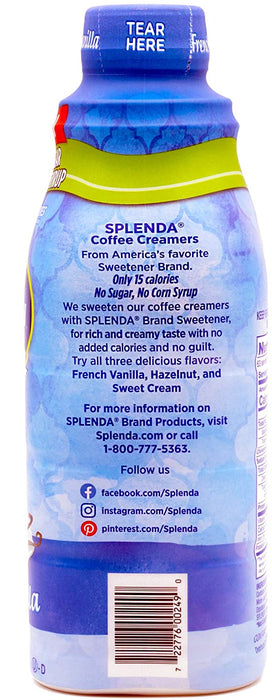 TEAR
HERE
SPLENDA®
Coffee Creamers
From America's favorite
Sweetener Brand.
Only 15 calories
No Sugar, No Corn Syrup
We sweeten our coffee creamers
with SPLENDA® Brand Sweetener,
for rich and creamy taste with no
added calories and no guilt.
Try all three delicious flavors:
French Vanilla, Hazelnut, and
Sweet Cream
For more information on
SPLENDA® Brand Products, visit
Splenda.com or call
1-800-777-5363.
Follow us
facebook.com/Splenda
instagram.com/Splenda
pinterest.com/Splenda
7 22776 00249 0